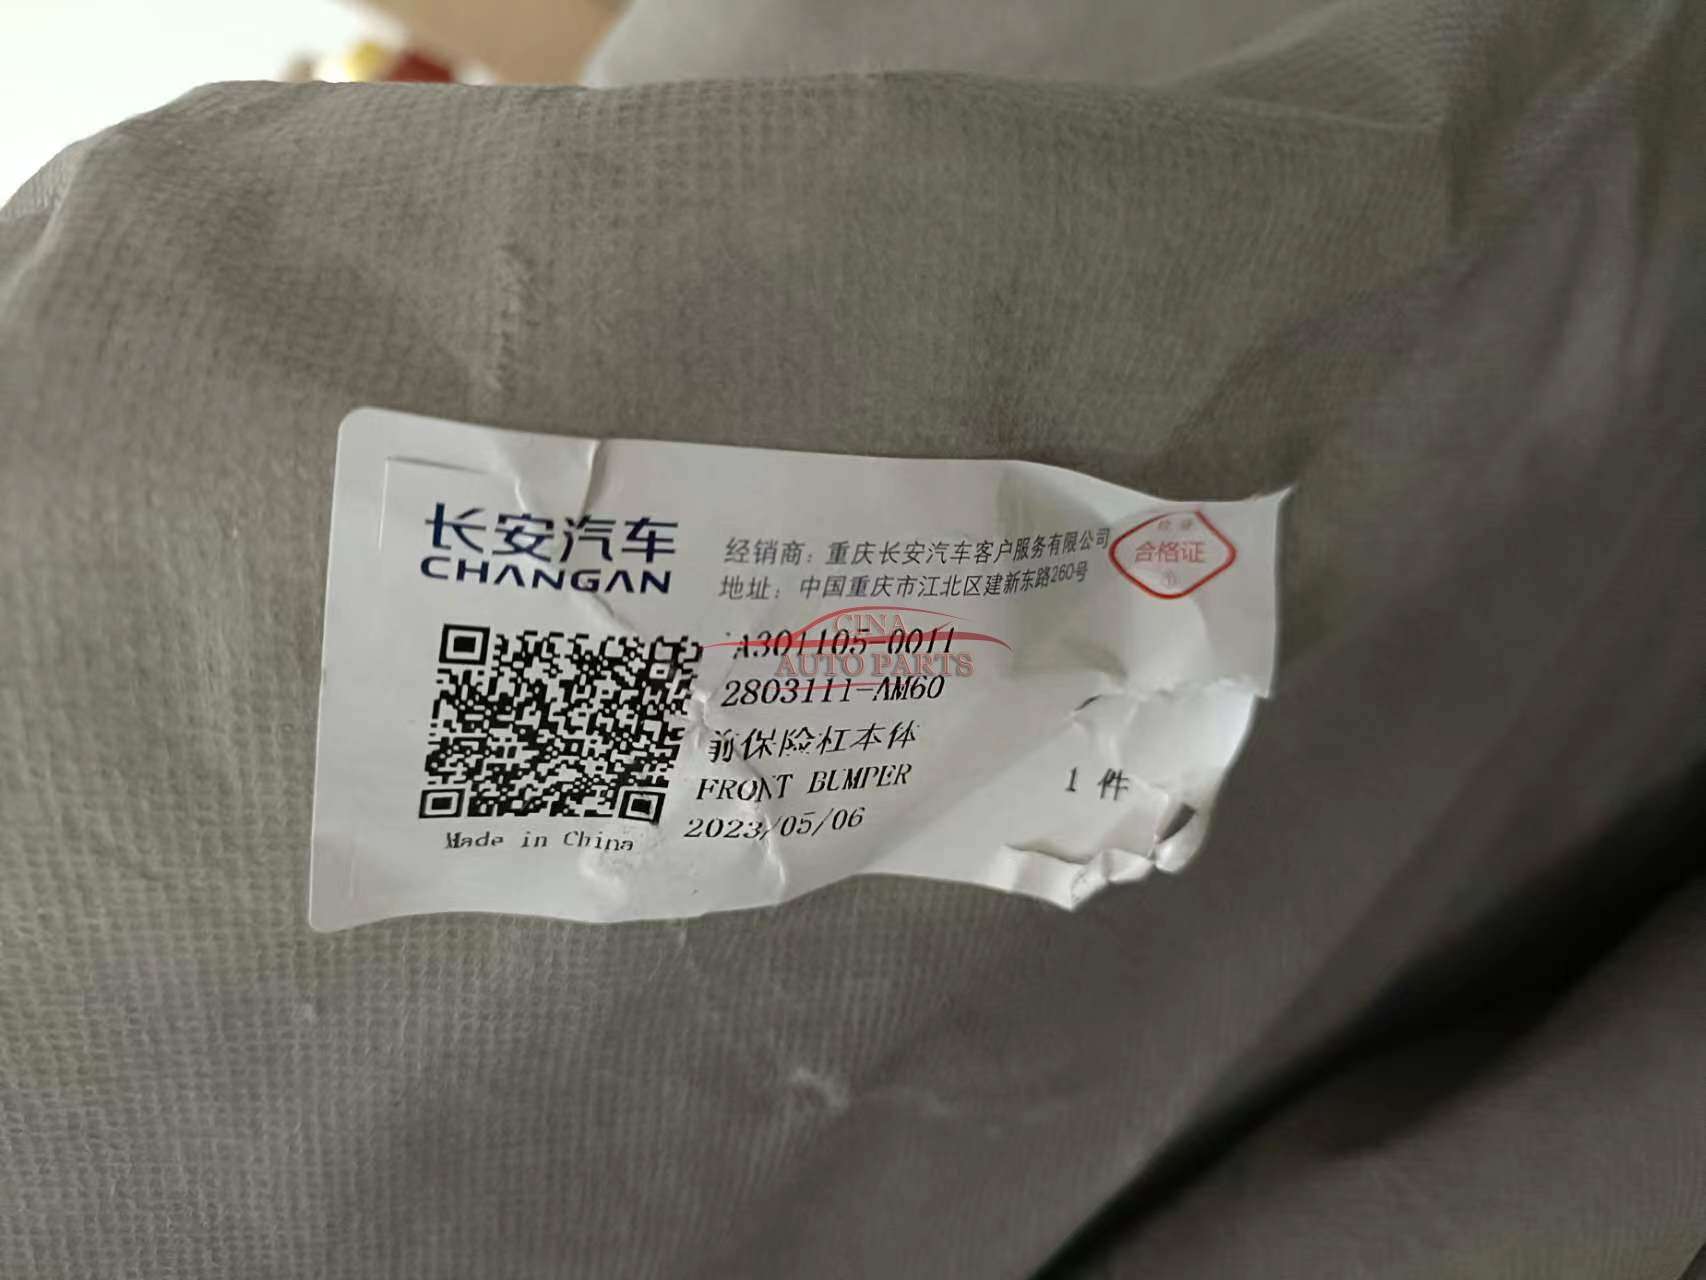 长安汽车
CHANGAN
经销商：重庆长安汽车客户服务有限公司
地址：中国重庆市江北区建新东路260号
合格证
A301105-0011
2803111-AM60
前保险杠本体
FRONT BUMPER
1 件
2023/05/06
Made in China
CINA
AUTO PARTS